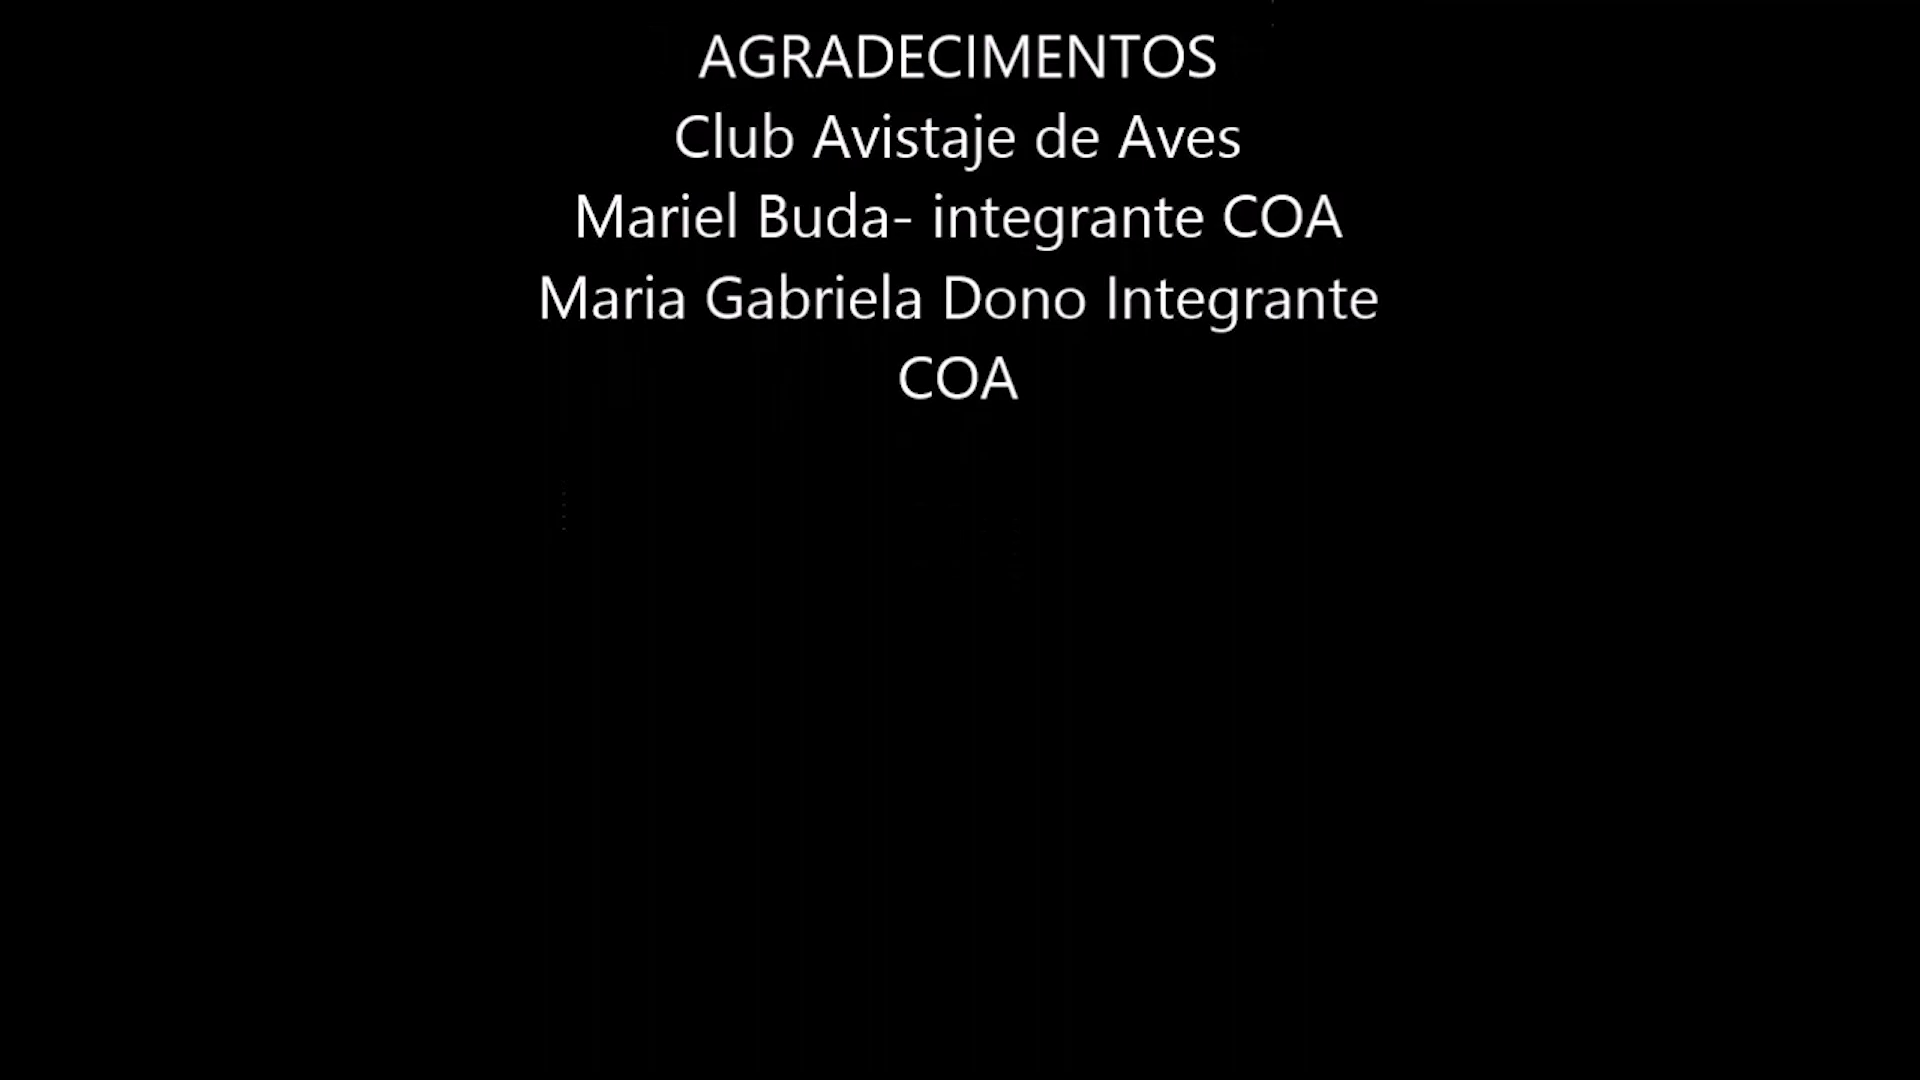 AGRADECIMENTOS
Club Avistaje de Aves
Mariel Buda- integrante COA
Maria Gabriela Dono Integrante
COA